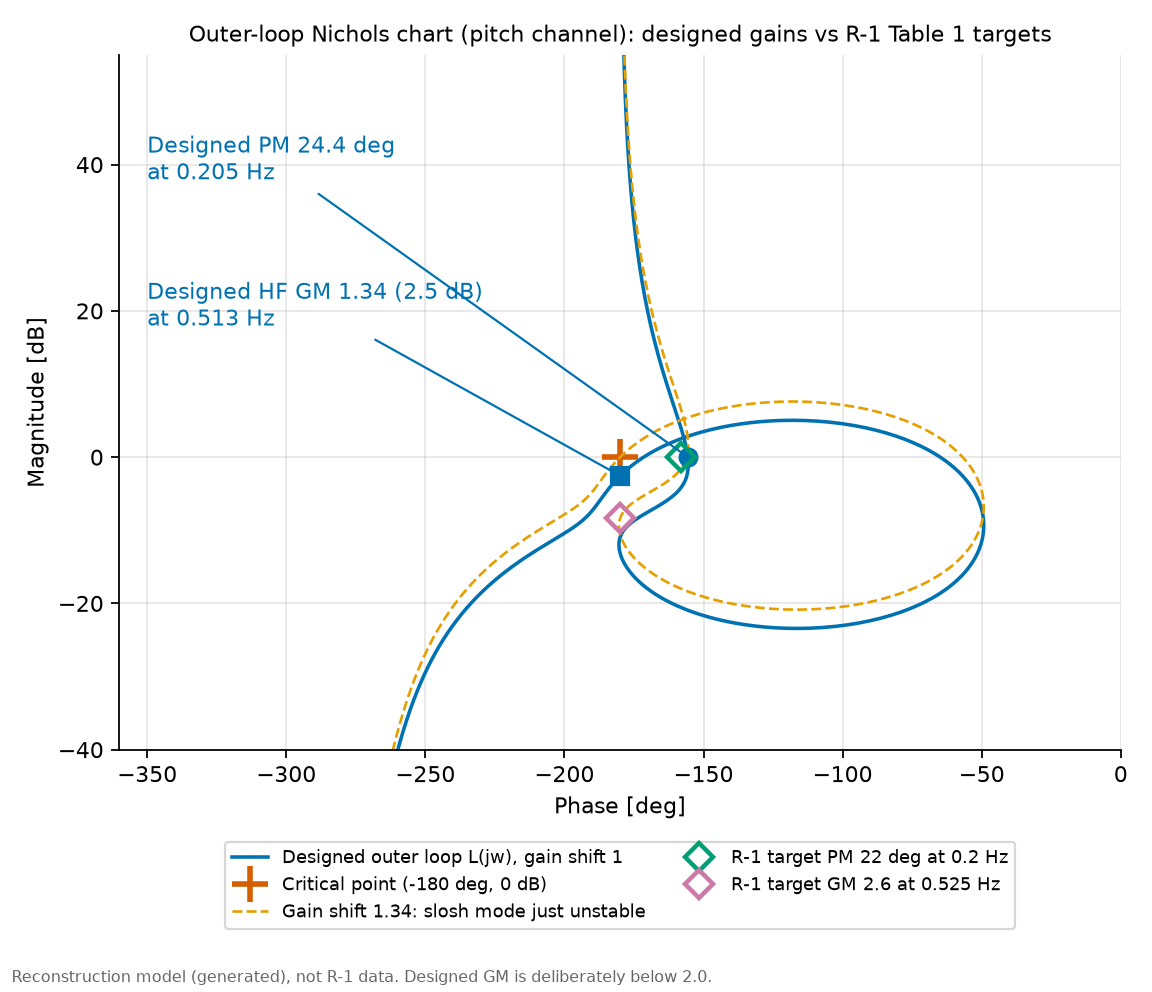 Outer-loop Nichols chart (pitch channel): designed gains vs R-1 Table 1 targets
Designed PM 24.4 deg
at 0.205 Hz
Designed HF GM 1.34 (2.5 dB)
at 0.513 Hz
Magnitude [dB]
40
20
0
−20
−40
−350
−300
−250
−200
−150
−100
−50
0
Phase [deg]
Designed outer loop L(jw), gain shift 1
Critical point (-180 deg, 0 dB)
Gain shift 1.34: slosh mode just unstable
R-1 target PM 22 deg at 0.2 Hz
R-1 target GM 2.6 at 0.525 Hz
Reconstruction model (generated), not R-1 data. Designed GM is deliberately below 2.0.